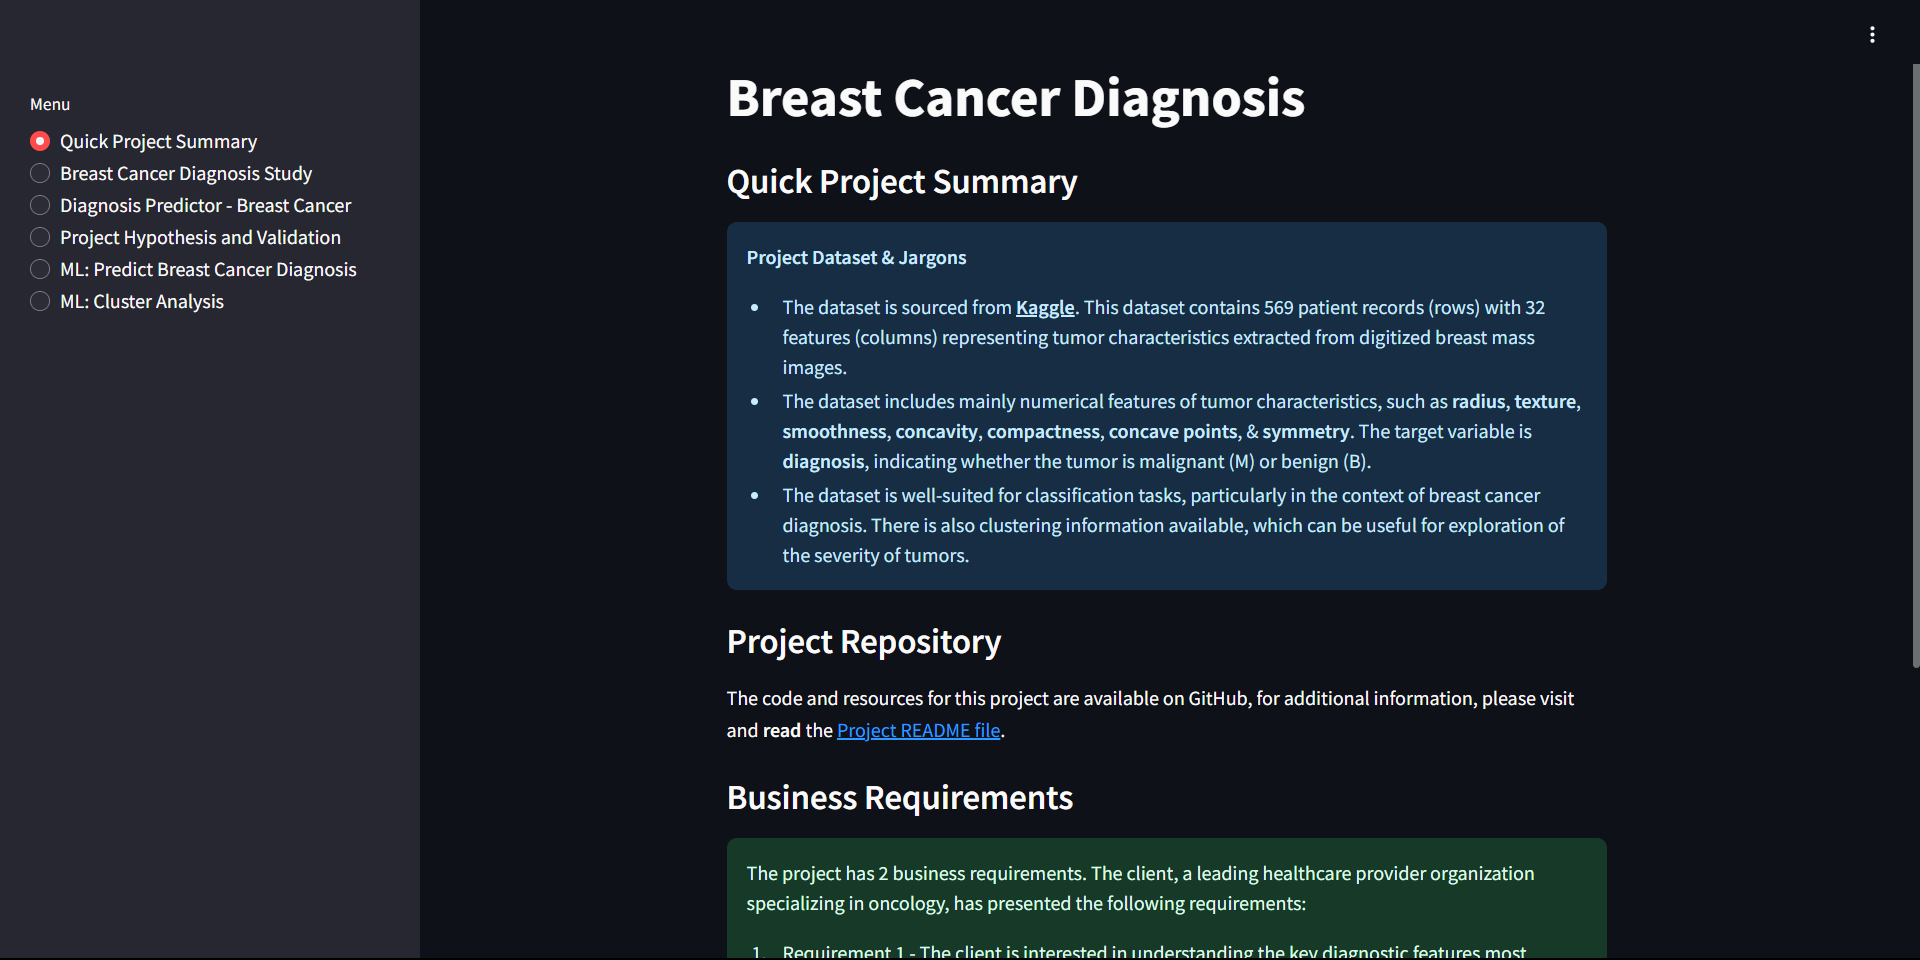 Menu
Quick Project Summary
Breast Cancer Diagnosis Study
Diagnosis Predictor - Breast Cancer
Project Hypothesis and Validation
ML: Predict Breast Cancer Diagnosis
ML: Cluster Analysis
Breast Cancer Diagnosis
Quick Project Summary
Project Dataset & Jargons
• The dataset is sourced from Kaggle. This dataset contains 569 patient records (rows) with 32
features (columns) representing tumor characteristics extracted from digitized breast mass
images.
• The dataset includes mainly numerical features of tumor characteristics, such as radius, texture,
smoothness, concavity, compactness, concave points, & symmetry. The target variable is
diagnosis, indicating whether the tumor is malignant (M) or benign (B).
• The dataset is well-suited for classification tasks, particularly in the context of breast cancer
diagnosis. There is also clustering information available, which can be useful for exploration of
the severity of tumors.
Project Repository
The code and resources for this project are available on GitHub, for additional information, please visit
and read the Project README file.
Business Requirements
The project has 2 business requirements. The client, a leading healthcare provider organization
specializing in oncology, has presented the following requirements:
1. Requirement 1 - The client is interested in understanding the key diagnostic features most